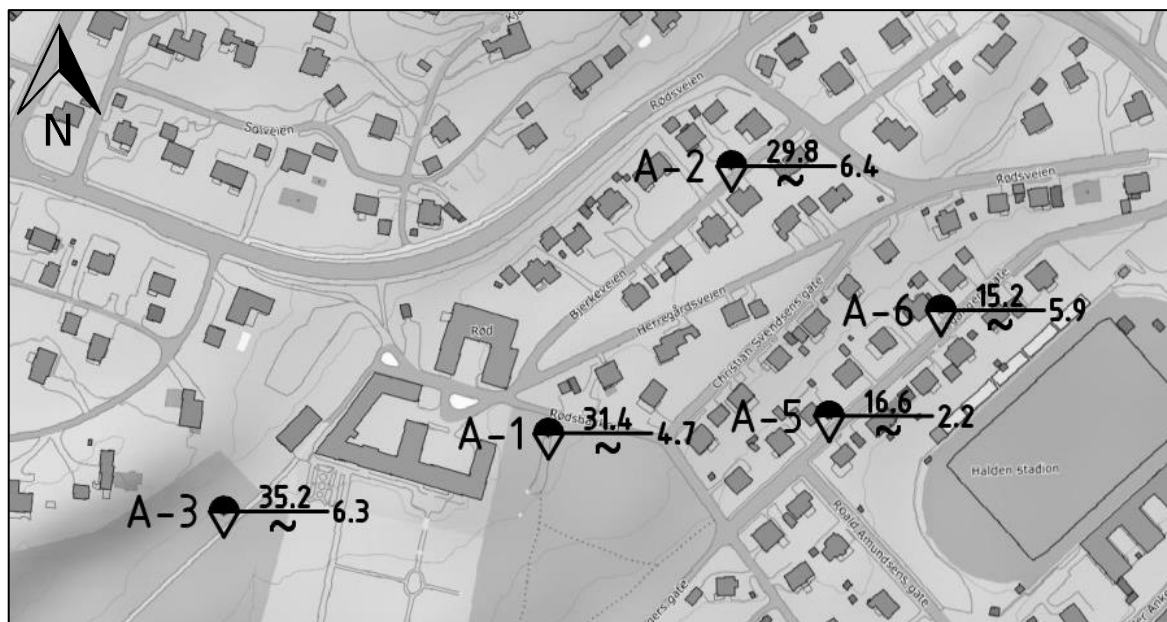 N
Solveien
Rødsveien
A-2 29.8 ~ 6.4
Rødsveien
Bjerkeveien
Herregårdsveien
Christian Svendsens gate
A-6 15.2 ~ 5.9
Rød
A-1 31.4 ~ 4.7
A-5 16.6 ~ 2.2
Halden stadion
A-3 35.2 ~ 6.3
Roald Amundsens gate